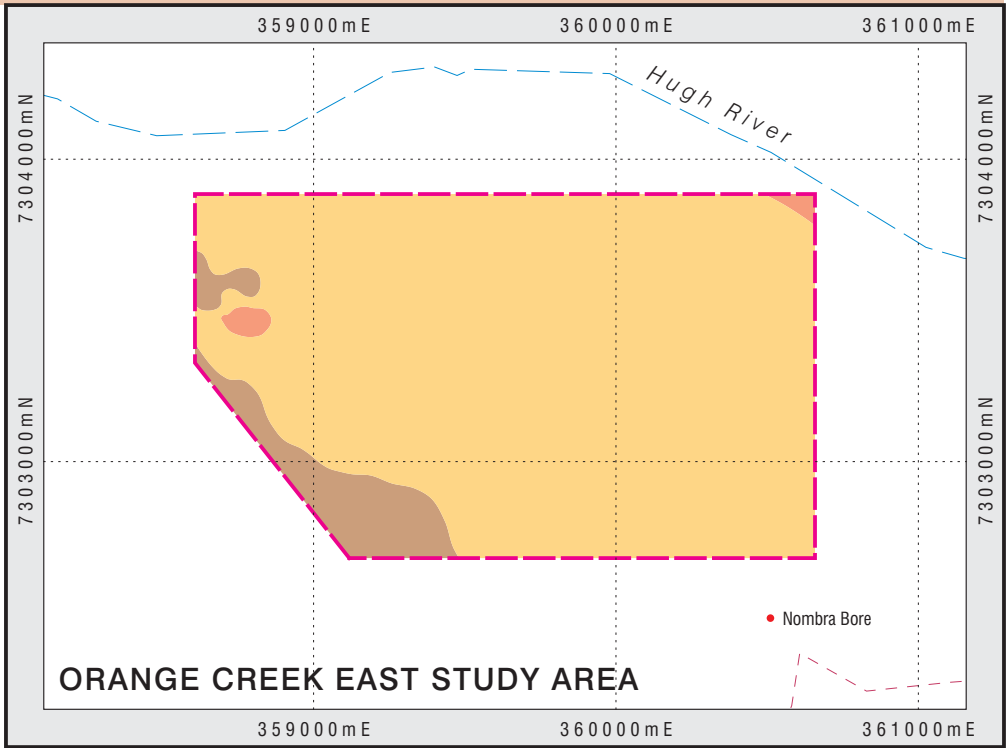 359000mE 360000mE 361000mE
Hugh River
7304000mN 7304000mN
7303000mN 7303000mN
Nombra Bore
ORANGE CREEK EAST STUDY AREA
359000mE 360000mE 361000mE